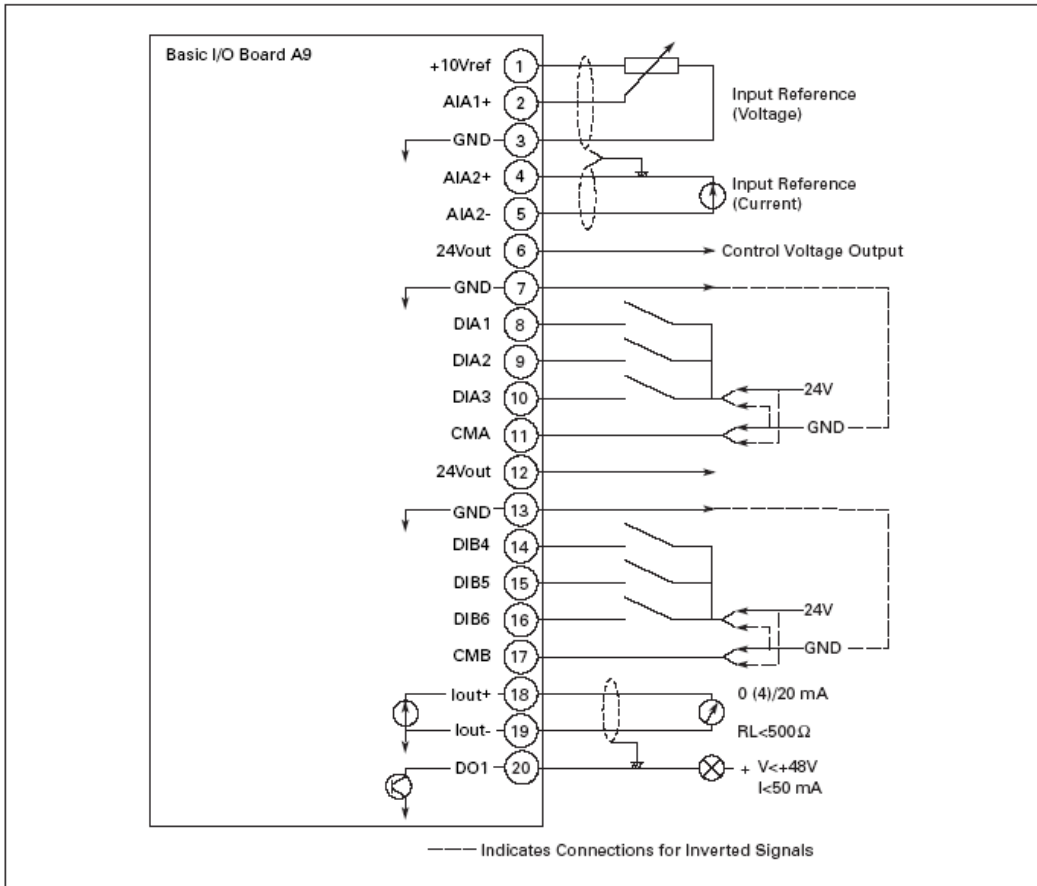 Basic I/O Board A9
+10Vref 1
AIA1+ 2
Input Reference
(Voltage)
GND 3
AIA2+ 4
Input Reference
(Current)
AIA2- 5
24Vout 6 Control Voltage Output
GND 7
DIA1 8
DIA2 9
DIA3 10
24V
GND
CMA 11
24Vout 12
GND 13
DIB4 14
DIB5 15
DIB6 16
24V
GND
CMB 17
Iout+ 18 0 (4)/20 mA
Iout- 19 RL<500Ω
DO1 20 + V<+48V
I<50 mA
Indicates Connections for Inverted Signals